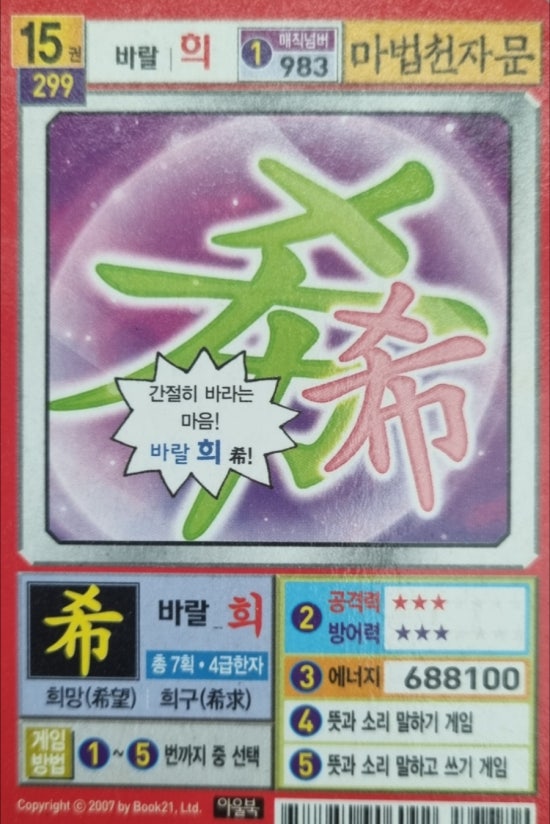 15권
299
바랄 희
1 매직넘버 983
마법천자문
希
希
간절히 바라는
마음!
바랄 희 希!
希 바랄_희
총 7획 • 4급한자
희망(希望) 희구(希求)
게임
방법
1 ~ 5 번까지 중 선택
2 공격력 ★★★
방어력 ★★★
3 에너지 688100
4 뜻과 소리 말하기 게임
5 뜻과 소리 말하고 쓰기 게임
Copyright ⓒ 2007 by Book21, Ltd. 아울북